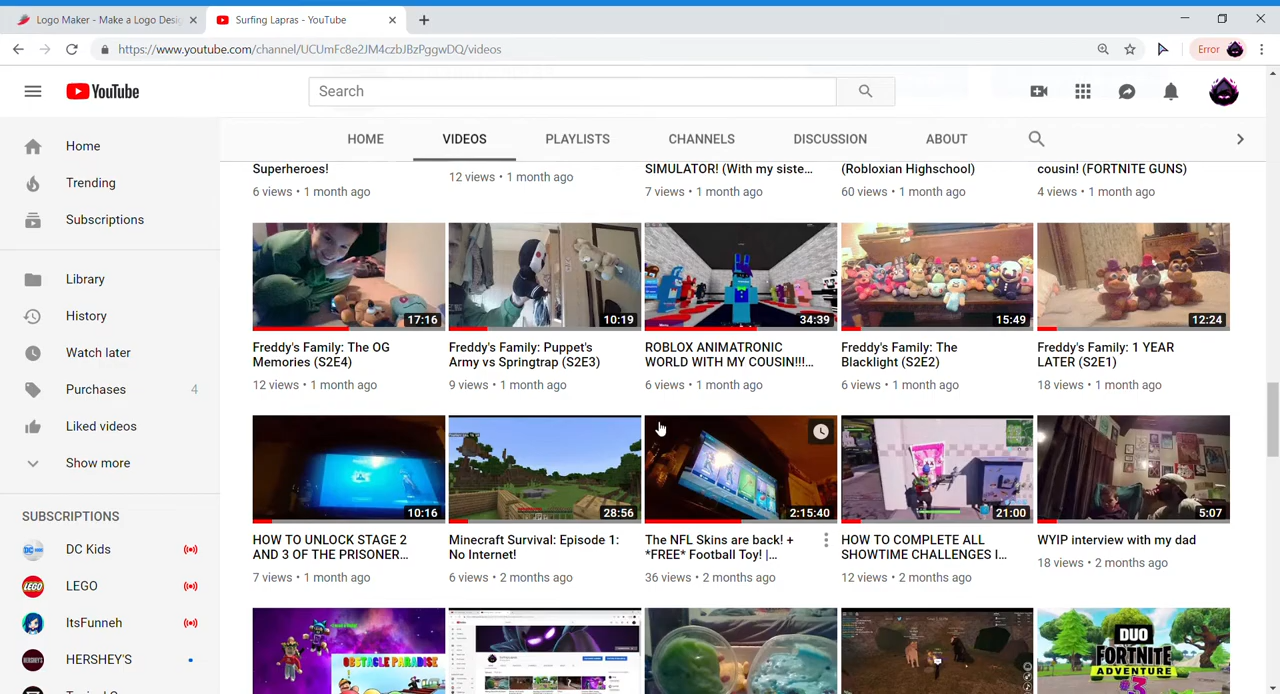 Logo Maker - Make a Logo Desig
Surfing Lapras - YouTube
https://www.youtube.com/channel/UCUmFc8e2JM4czbJBzPggwDQ/videos
Error
YouTube
Search
HOME VIDEOS PLAYLISTS CHANNELS DISCUSSION ABOUT
Home
Trending
Subscriptions
Library
History
Watch later
Purchases 4
Liked videos
Show more
SUBSCRIPTIONS
DC Kids
LEGO
ItsFunneh
HERSHEY'S
Superheroes!
6 views • 1 month ago
12 views • 1 month ago
SIMULATOR! (With my siste...
7 views • 1 month ago
(Robloxian Highschool)
60 views • 1 month ago
cousin! (FORTNITE GUNS)
4 views • 1 month ago
17:16
Freddy's Family: The OG
Memories (S2E4)
12 views • 1 month ago
10:19
Freddy's Family: Puppet's
Army vs Springtrap (S2E3)
9 views • 1 month ago
34:39
ROBLOX ANIMATRONIC
WORLD WITH MY COUSIN!!!...
6 views • 1 month ago
15:49
Freddy's Family: The
Blacklight (S2E2)
6 views • 1 month ago
12:24
Freddy's Family: 1 YEAR
LATER (S2E1)
18 views • 1 month ago
10:16
HOW TO UNLOCK STAGE 2
AND 3 OF THE PRISONER...
7 views • 1 month ago
28:56
Minecraft Survival: Episode 1:
No Internet!
6 views • 2 months ago
2:15:40
The NFL Skins are back! +
*FREE* Football Toy! |...
36 views • 2 months ago
21:00
HOW TO COMPLETE ALL
SHOWTIME CHALLENGES I...
12 views • 2 months ago
5:07
WYIP interview with my dad
18 views • 2 months ago
OBSTACLE PARADISE
DUO
FORTNITE
ADVENTURE
#3